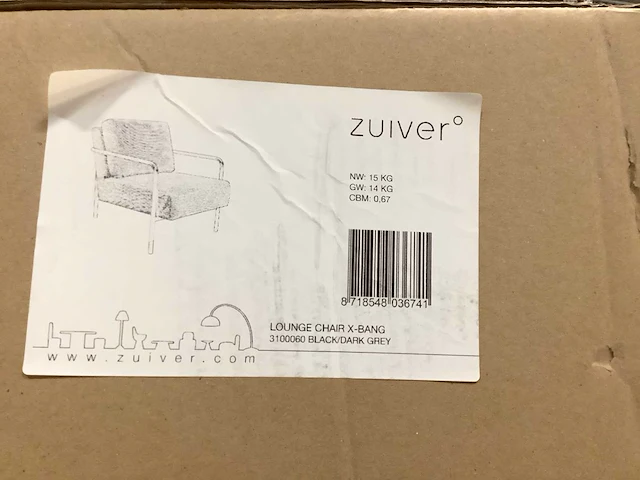 zuiver°
NW: 15 KG
GW: 14 KG
CBM: 0,67
8 718548 036741
LOUNGE CHAIR X-BANG
3100060 BLACK/DARK GREY
www.zuiver.com